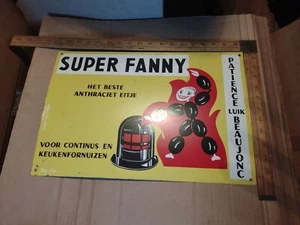 SUPER FANNY
HET BESTE
ANTHRACIET EITJE
VOOR CONTINUS EN
KEUKENFORNUIZEN
PATIENCE
LUIK
BEAUJONC